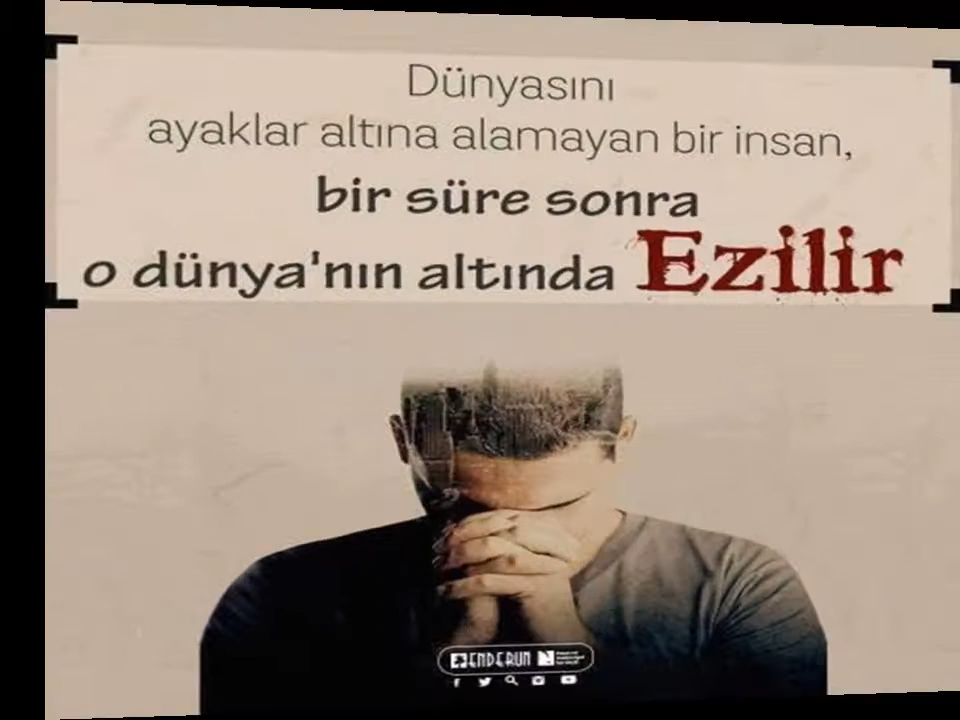 Dünyasını
ayaklar altına alamayan bir insan,
bir süre sonra
o dünya'nın altında Ezilir
ENDERUN